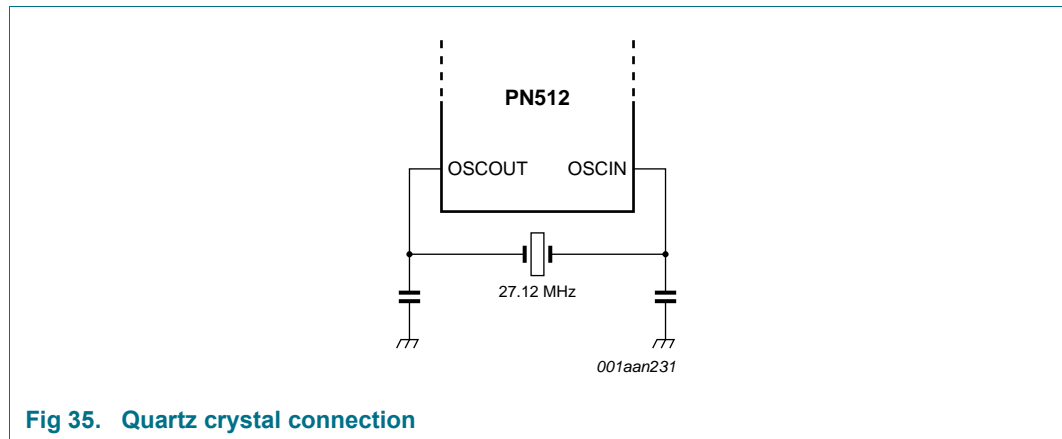 PN512
OSCOUT OSCIN
27.12 MHz
001aan231
Fig 35. Quartz crystal connection